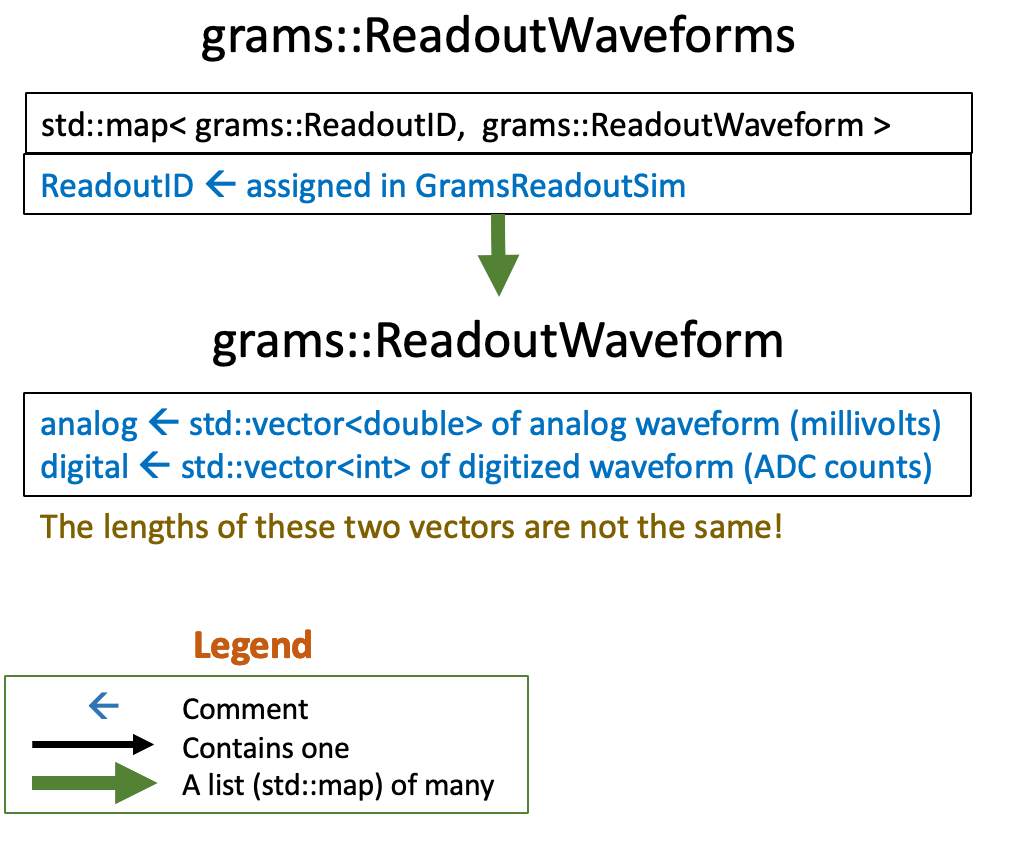 grams::ReadoutWaveforms
std::map< grams::ReadoutID, grams::ReadoutWaveform >
ReadoutID ← assigned in GramsReadoutSim
grams::ReadoutWaveform
analog ← std::vector<double> of analog waveform (millivolts)
digital ← std::vector<int> of digitized waveform (ADC counts)
The lengths of these two vectors are not the same!
Legend
← Comment
Contains one
A list (std::map) of many